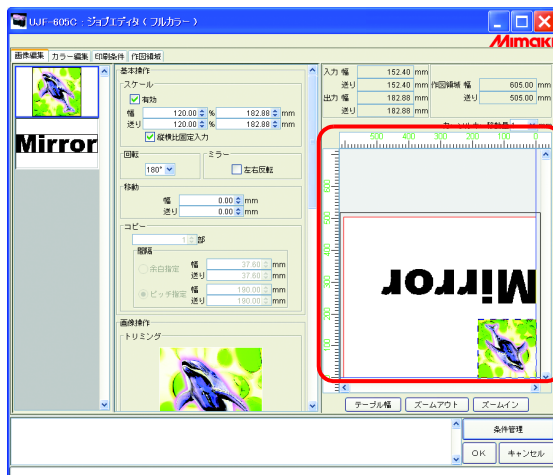 UJF-605C : ジョブエディタ ( フルカラー )
Mimaki
画像編集 カラー編集 印刷条件 作図領域
Mirror
基本操作
スケール
有効
幅 120.00 % 182.88 mm
送り 120.00 % 182.88 mm
縦横比固定入力
回転
180°
ミラー
左右反転
移動
幅 0.00 mm
送り 0.00 mm
コピー
1 部
間隔
余白指定 幅 37.60 mm
送り 37.60 mm
ピッチ指定 幅 190.00 mm
送り 190.00 mm
画像操作
トリミング
入力 幅 152.40 mm 作図領域 幅 605.00 mm
送り 152.40 mm 送り 505.00 mm
出力 幅 182.88 mm
送り 182.88 mm
500 400 300 200 100 0
600
500
400
300
200
100
Mirror
テーブル幅 ズームアウト ズームイン
条件管理
OK キャンセル